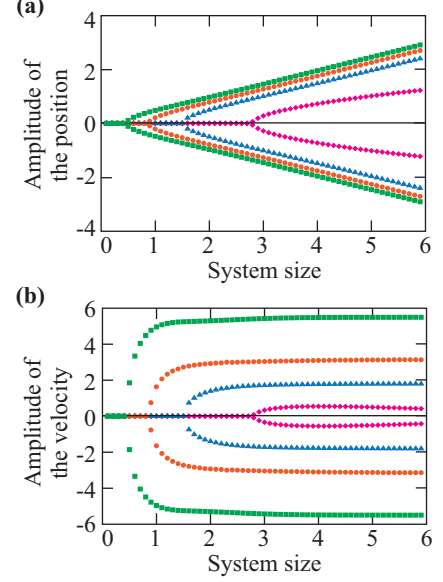 (a)
Amplitude of
the position
4
2
0
-2
-4
0 1 2 3 4 5 6
System size
(b)
Amplitude of
the velocity
6
4
2
0
-2
-4
-6
0 1 2 3 4 5 6
System size